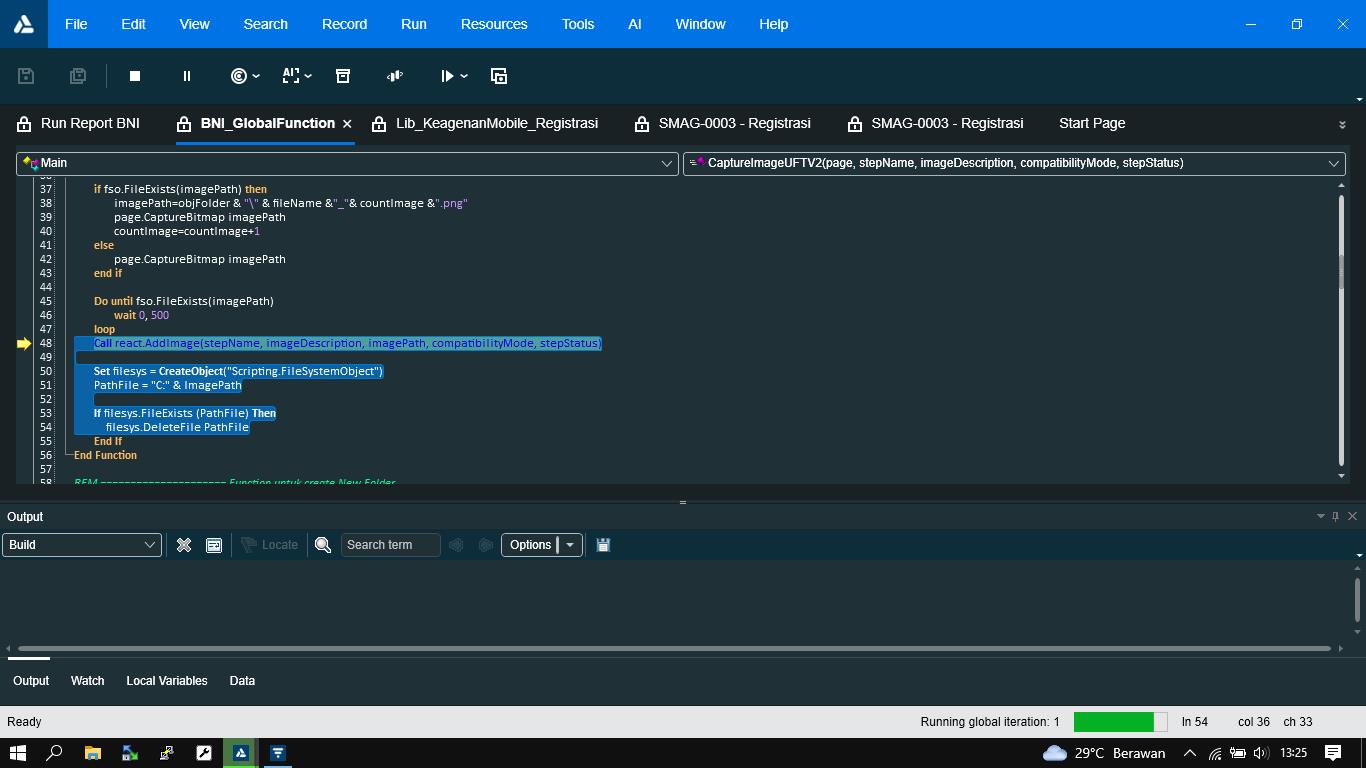 File Edit View Search Record Run Resources Tools AI Window Help
Run Report BNI BNI_GlobalFunction Lib_KeagenanMobile_Registrasi SMAG-0003 - Registrasi SMAG-0003 - Registrasi Start Page
Main CaptureImageUFTV2(page, stepName, imageDescription, compatibilityMode, stepStatus)
36
37 if fso.FileExists(imagePath) then
38 imagePath=objFolder & "\" & fileName &"_"& countImage &".png"
39 page.CaptureBitmap imagePath
40 countImage=countImage+1
41 else
42 page.CaptureBitmap imagePath
43 end if
44
45 Do until fso.FileExists(imagePath)
46 wait 0, 500
47 loop
48 Call react.AddImage(stepName, imageDescription, imagePath, compatibilityMode, stepStatus)
49
50 Set filesys = CreateObject("Scripting.FileSystemObject")
51 PathFile = "C:" & ImagePath
52
53 If filesys.FileExists (PathFile) Then
54 filesys.DeleteFile PathFile
55 End If
56 End Function
57
58 REM ===================== Function untuk create New Folder
Output
Build Locate Search term Options
Output Watch Local Variables Data
Ready Running global iteration: 1 ln 54 col 36 ch 33
29°C Berawan 13:25